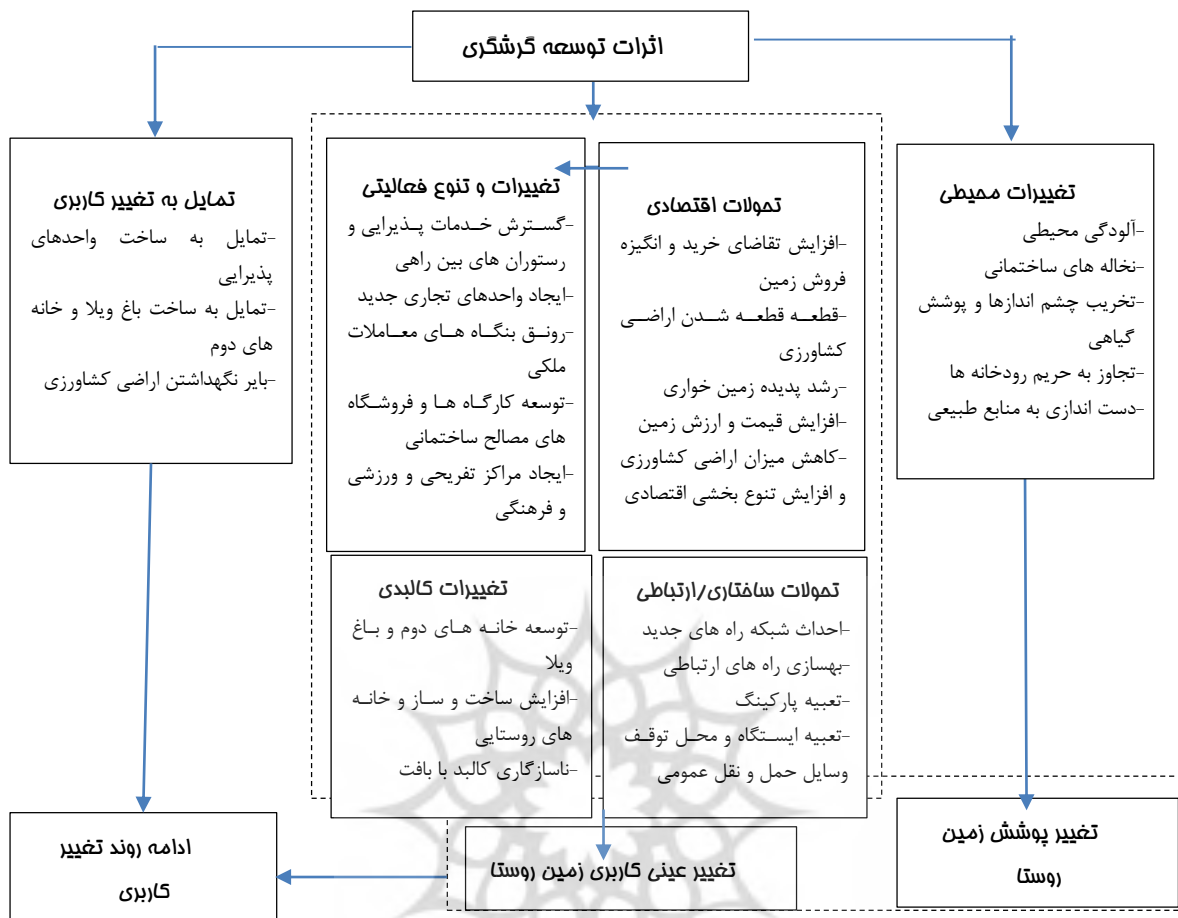 اثرات توسعه گرشگری
تغییرات محیطی
-آلودگی محیطی
-نخاله های ساختمانی
-تخریب چشم اندازها و پوشش
گیاهی
-تجاوز به حریم رودخانه ها
-دست اندازی به منابع طبیعی
تحولات اقتصادی
-افزایش تقاضای خرید و انگیزه
فروش زمین
-قطعه قطعه شدن اراضی
کشاورزی
-رشد پدیده زمین خواری
-افزایش قیمت و ارزش زمین
-کاهش میزان اراضی کشاورزی
و افزایش تنوع بخشی اقتصادی
تغییرات و تنوع فعالیتی
-گسترش خدمات پذیرایی و
رستوران های بین راهی
-ایجاد واحدهای تجاری جدید
-رونق بنگاه های معاملات
ملکی
-توسعه کارگاه ها و فروشگاه
های مصالح ساختمانی
-ایجاد مراکز تفریحی و ورزشی
و فرهنگی
تمایل به تغییر کاربری
-تمایل به ساخت واحدهای
پذیرایی
-تمایل به ساخت باغ ویلا و خانه
های دوم
-بایر نگهداشتن اراضی کشاورزی
تحولات ساختاری/ارتباطی
-احداث شبکه راه های جدید
-بهسازی راه های ارتباطی
-تعبیه پارکینگ
-تعبیه ایستگاه و محل توقف
وسایل حمل و نقل عمومی
تغییرات کالبدی
-توسعه خانه های دوم و باغ
ویلا
-افزایش ساخت و ساز و خانه
های روستایی
-ناسازگاری کالبد با بافت
تغییر پوشش زمین
روستا
تغییر عینی کاربری زمین روستا
ادامه روند تغییر
کاربری